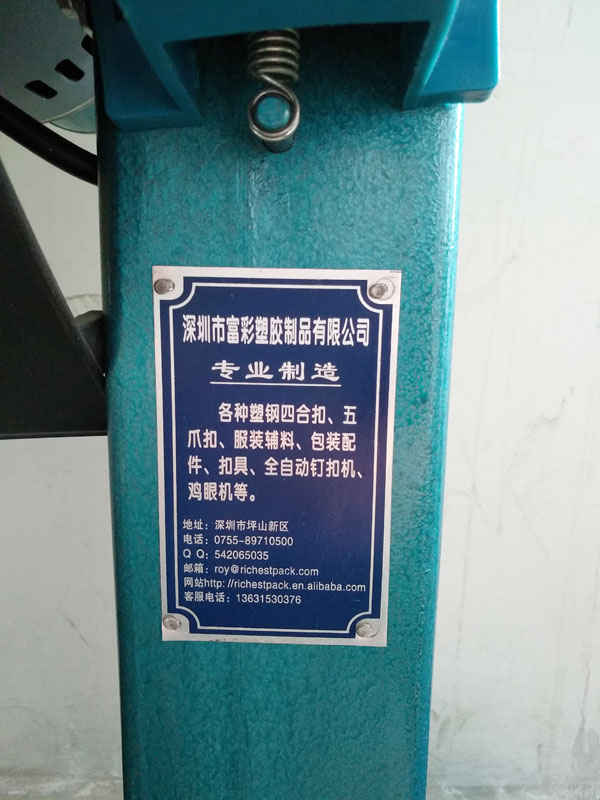 深圳市富彩塑胶制品有限公司
专业制造
各种塑钢四合扣、五
爪扣、服装辅料、包装配
件、扣具、全自动钉扣机、
鸡眼机等。
地址：深圳市坪山新区
电话：0755-89710500
Q Q：542065035
邮箱：roy@richestpack.com
网站http://richestpack.en.alibaba.com
客服电话：13631530376